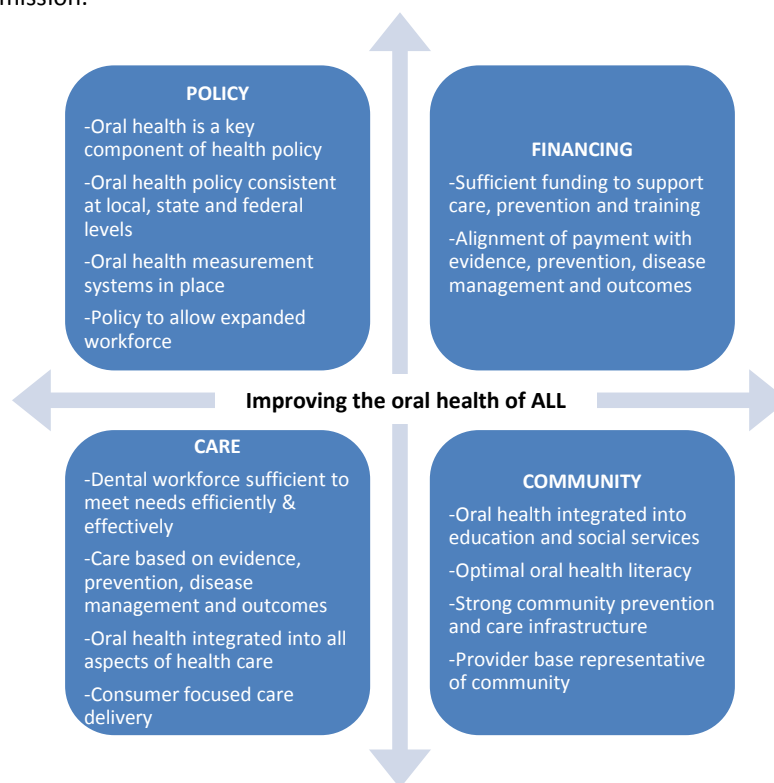 mission.
POLICY
-Oral health is a key
component of health policy
-Oral health policy consistent
at local, state and federal
levels
-Oral health measurement
systems in place
-Policy to allow expanded
workforce
FINANCING
-Sufficient funding to support
care, prevention and training
-Alignment of payment with
evidence, prevention, disease
management and outcomes
Improving the oral health of ALL
CARE
-Dental workforce sufficient to
meet needs efficiently &
effectively
-Care based on evidence,
prevention, disease
management and outcomes
-Oral health integrated into all
aspects of health care
-Consumer focused care
delivery
COMMUNITY
-Oral health integrated into
education and social services
-Optimal oral health literacy
-Strong community prevention
and care infrastructure
-Provider base representative
of community